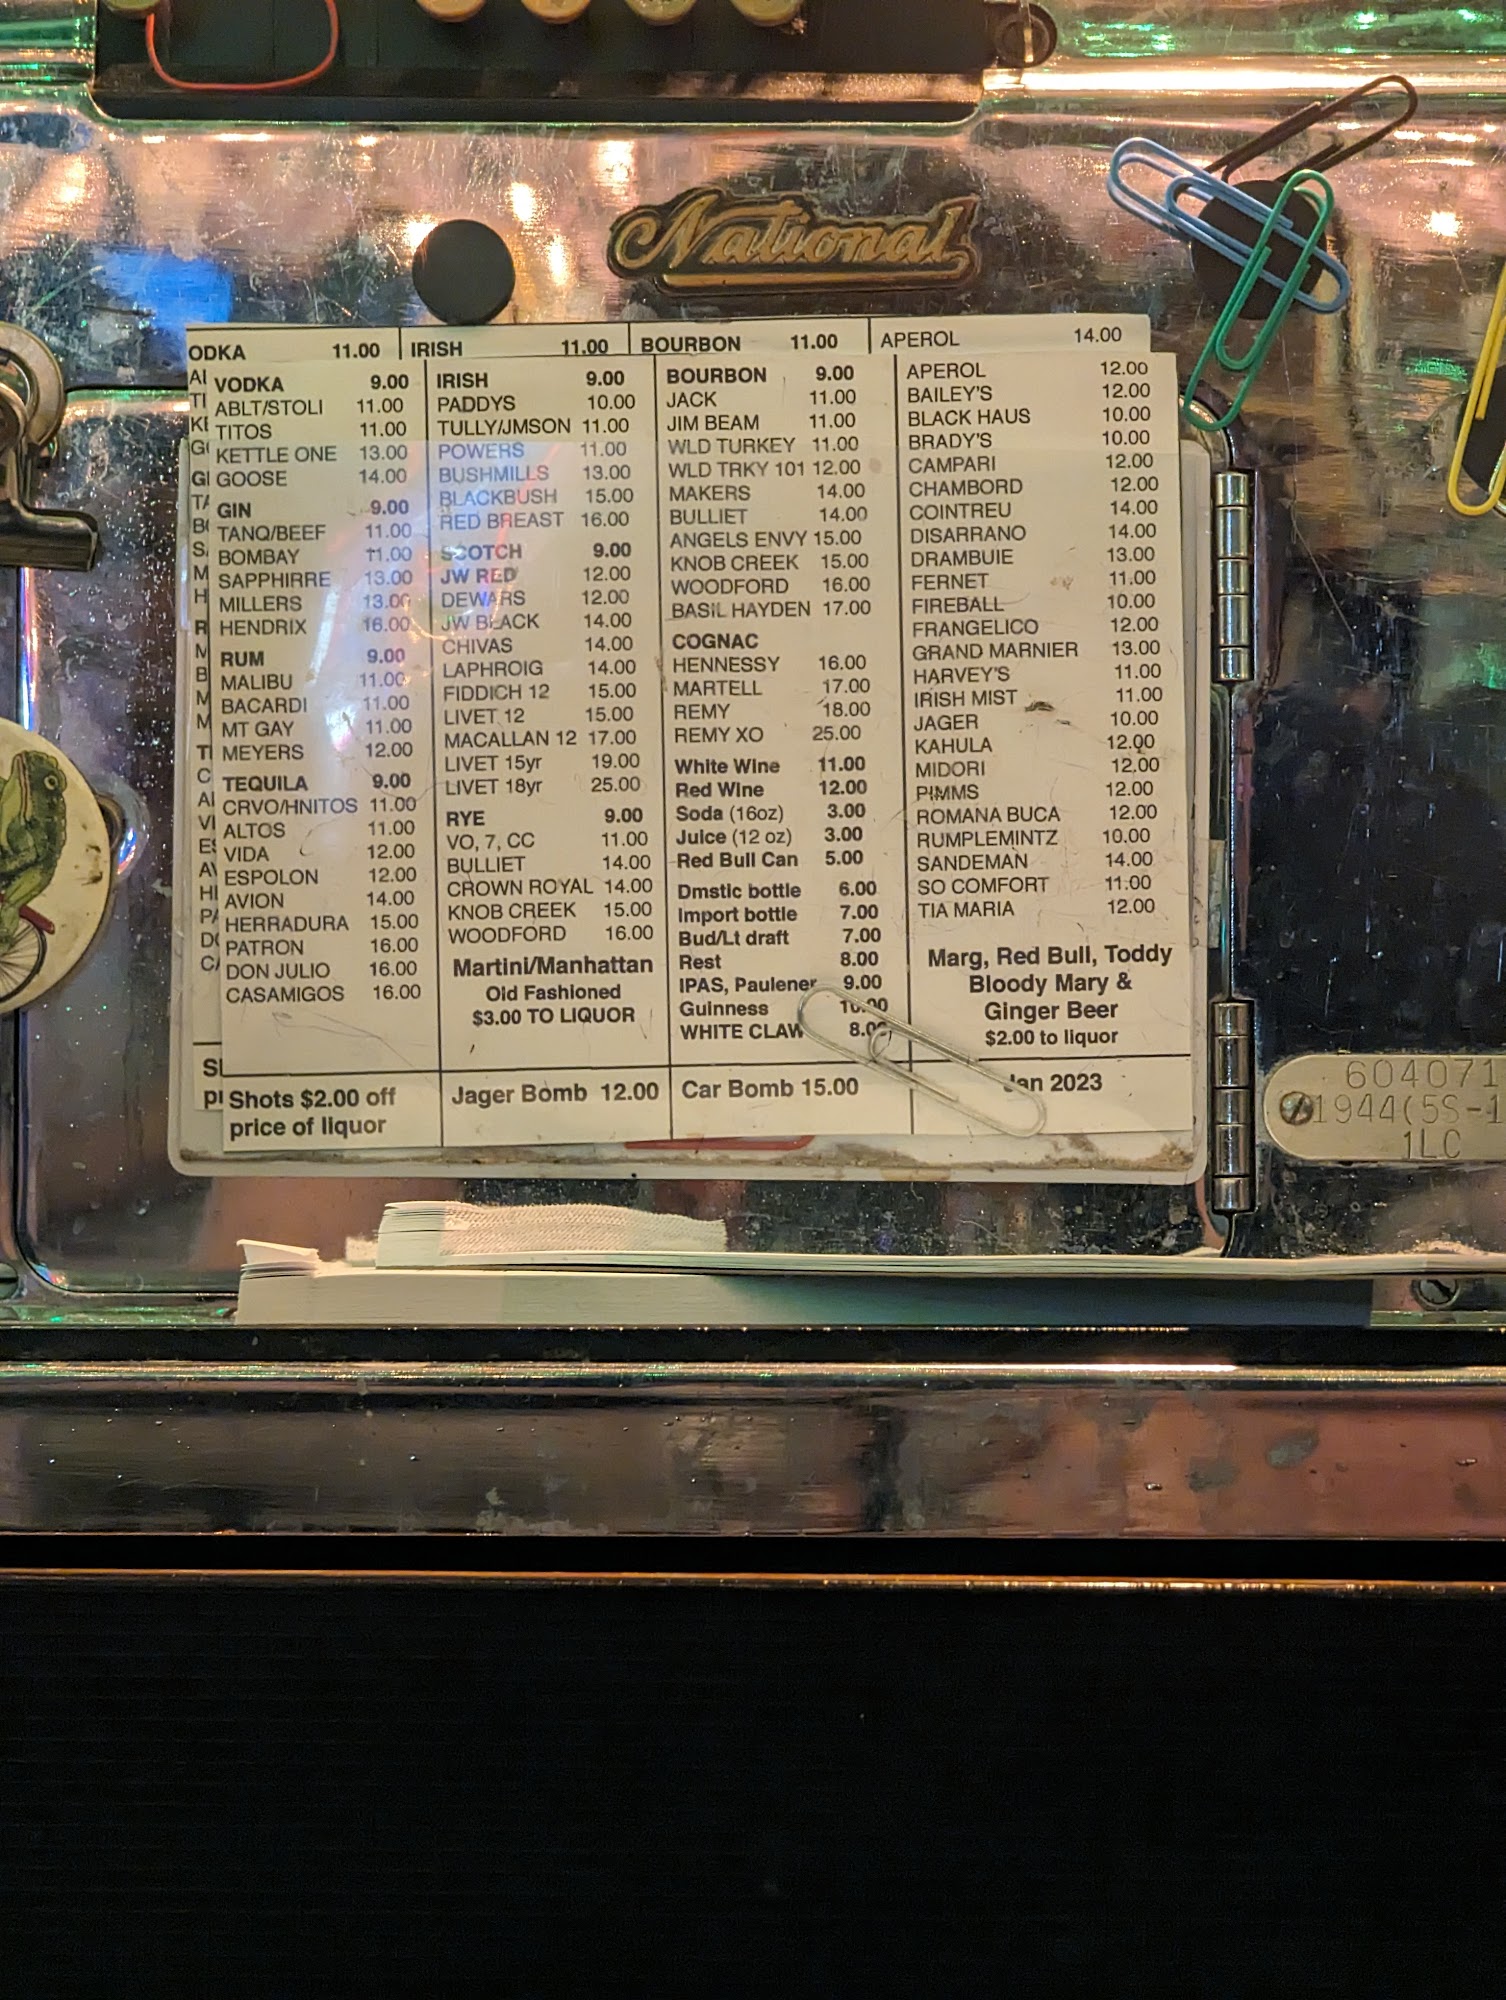 National
ODKA 11.00
IRISH 11.00
BOURBON 11.00
APEROL 14.00
VODKA 9.00
ABLT/STOLI 11.00
TITOS 11.00
KETTLE ONE 13.00
GOOSE 14.00
GIN 9.00
TANQ/BEEF 11.00
BOMBAY 11.00
SAPPHIRRE 13.00
MILLERS 13.00
HENDRIX 16.00
RUM 9.00
MALIBU 11.00
BACARDI 11.00
MT GAY 11.00
MEYERS 12.00
TEQUILA 9.00
CRVO/HNITOS 11.00
ALTOS 11.00
VIDA 12.00
ESPOLON 12.00
AVION 14.00
HERRADURA 15.00
PATRON 16.00
DON JULIO 16.00
CASAMIGOS 16.00
IRISH 9.00
PADDYS 10.00
TULLY/JMSON 11.00
POWERS 11.00
BUSHMILLS 13.00
BLACKBUSH 15.00
RED BREAST 16.00
SCOTCH 9.00
JW RED 12.00
DEWARS 12.00
JW BLACK 14.00
CHIVAS 14.00
LAPHROIG 14.00
FIDDICH 12 15.00
LIVET 12 15.00
MACALLAN 12 17.00
LIVET 15yr 19.00
LIVET 18yr 25.00
RYE 9.00
VO, 7, CC 11.00
BULLIET 14.00
CROWN ROYAL 14.00
KNOB CREEK 15.00
WOODFORD 16.00
Martini/Manhattan
Old Fashioned
$3.00 TO LIQUOR
BOURBON 9.00
JACK 11.00
JIM BEAM 11.00
WLD TURKEY 11.00
WLD TRKY 101 12.00
MAKERS 14.00
BULLIET 14.00
ANGELS ENVY 15.00
KNOB CREEK 15.00
WOODFORD 16.00
BASIL HAYDEN 17.00
COGNAC
HENNESSY 16.00
MARTELL 17.00
REMY 18.00
REMY XO 25.00
White Wine 11.00
Red Wine 12.00
Soda (16oz) 3.00
Juice (12 oz) 3.00
Red Bull Can 5.00
Dmstic bottle 6.00
Import bottle 7.00
Bud/Lt draft 7.00
Rest 8.00
IPAS, Paulener 9.00
Guinness 10.00
WHITE CLAW 8.00
APEROL 12.00
BAILEY'S 12.00
BLACK HAUS 10.00
BRADY'S 10.00
CAMPARI 12.00
CHAMBORD 12.00
COINTREU 14.00
DISARRANO 14.00
DRAMBUIE 13.00
FERNET 11.00
FIREBALL 10.00
FRANGELICO 12.00
GRAND MARNIER 13.00
HARVEY'S 11.00
IRISH MIST 11.00
JAGER 10.00
KAHULA 12.00
MIDORI 12.00
PIMMS 12.00
ROMANA BUCA 12.00
RUMPLEMINTZ 10.00
SANDEMAN 14.00
SO COMFORT 11:00
TIA MARIA 12.00
Marg, Red Bull, Toddy
Bloody Mary &
Ginger Beer
$2.00 to liquor
Shots $2.00 off
price of liquor
Jager Bomb 12.00
Car Bomb 15.00
Jan 2023
604071
1944(5S-1
1LC